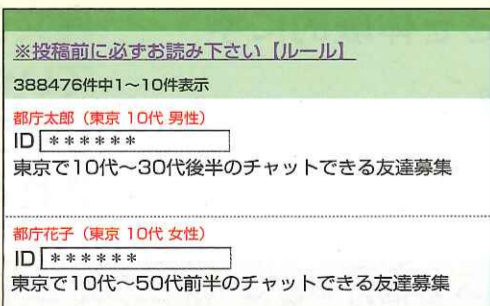 ※投稿前に必ずお読み下さい【ルール】
388476件中1〜10件表示
都庁太郎（東京 10代 男性）
ID ******
東京で10代〜30代後半のチャットできる友達募集
都庁花子（東京 10代 女性）
ID ******
東京で10代〜50代前半のチャットできる友達募集